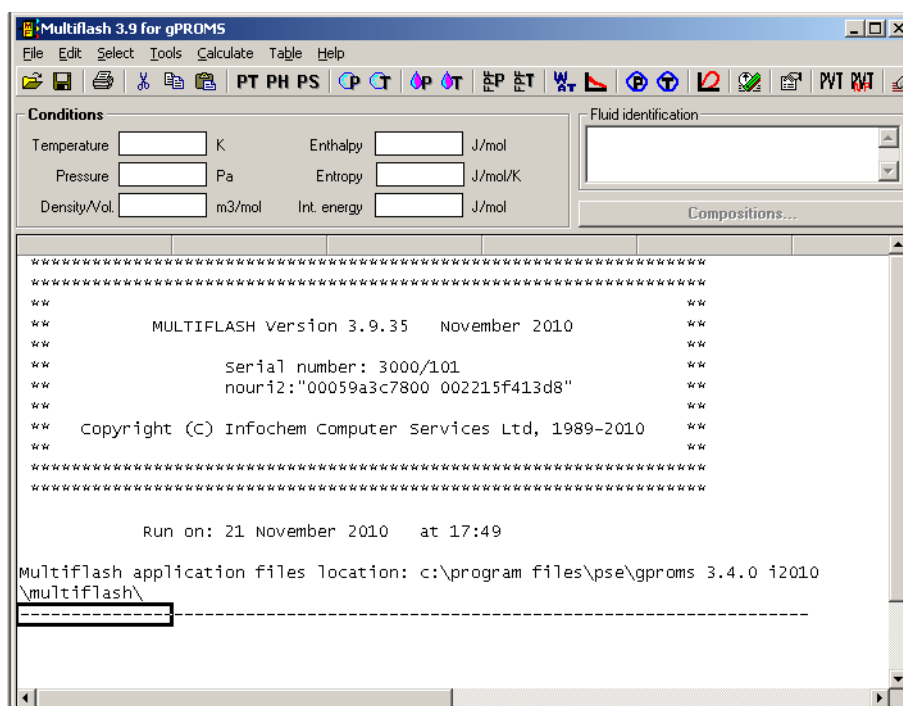 Multiflash 3.9 for gPROMS
File Edit Select Tools Calculate Table Help
PT PH PS P T P T W T P T PVT
Conditions
Fluid identification
Temperature K Enthalpy J/mol
Pressure Pa Entropy J/mol/K
Density/Vol. m3/mol Int. energy J/mol
Compositions...
***********************************************************************************
***********************************************************************************
** **
** MULTIFLASH Version 3.9.35 November 2010 **
** **
** Serial number: 3000/101 **
** nouri2:"00059a3c7800 002215f413d8" **
** **
** Copyright (C) Infochem Computer Services Ltd, 1989-2010 **
** **
***********************************************************************************
***********************************************************************************
Run on: 21 November 2010 at 17:49
Multiflash application files location: c:\program files\pse\gproms 3.4.0 i2010
\multiflash\
-------------------------------------------------------------------------------------------